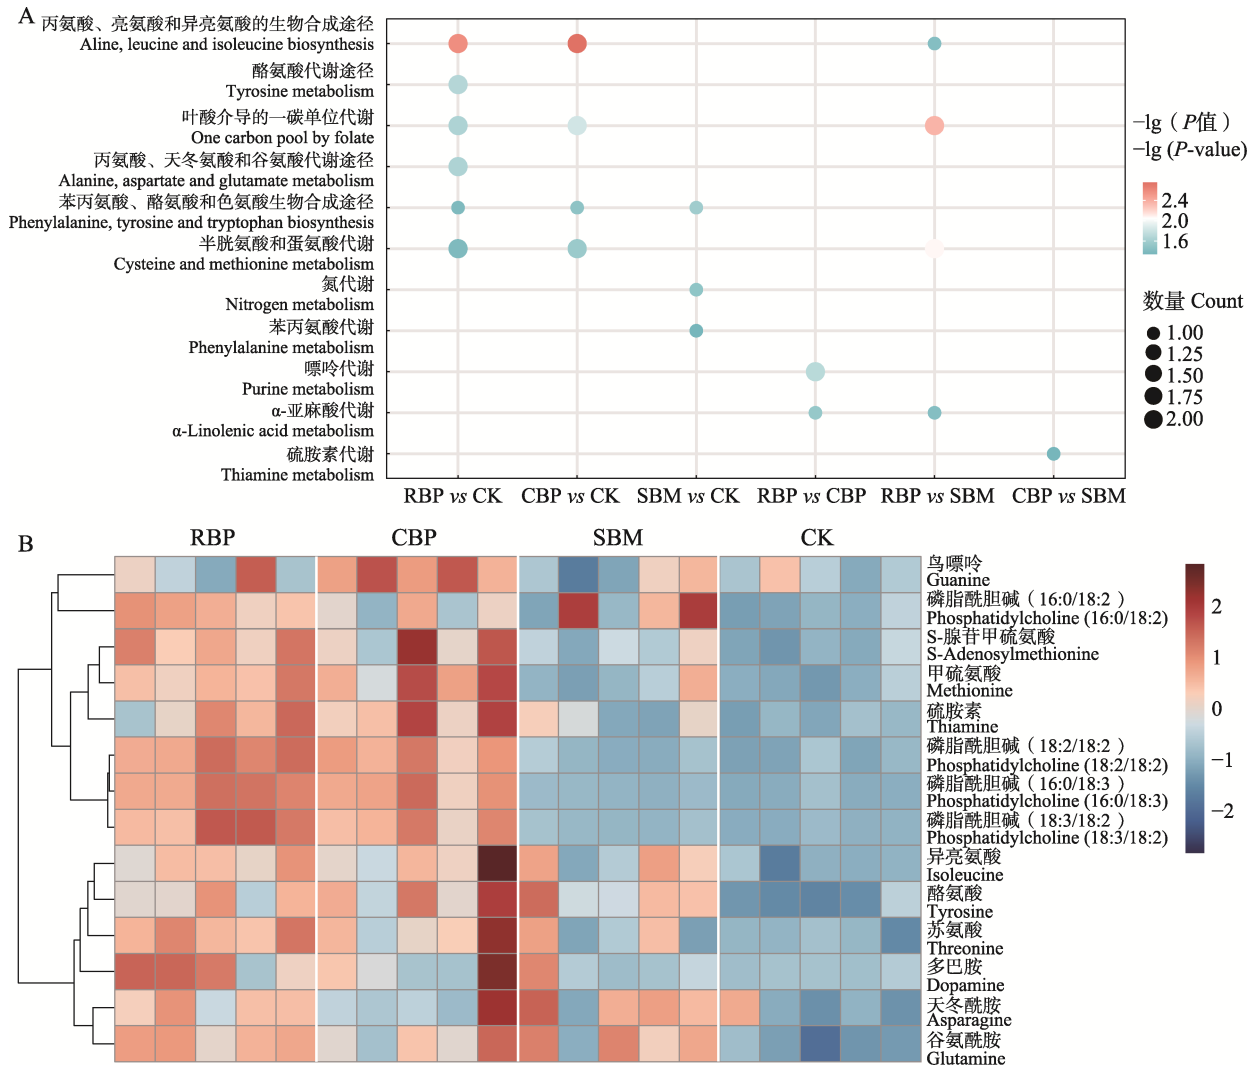 A
丙氨酸、亮氨酸和异亮氨酸的生物合成途径
Aline, leucine and isoleucine biosynthesis
酪氨酸代谢途径
Tyrosine metabolism
叶酸介导的一碳单位代谢
One carbon pool by folate
丙氨酸、天冬氨酸和谷氨酸代谢途径
Alanine, aspartate and glutamate metabolism
苯丙氨酸、酪氨酸和色氨酸生物合成途径
Phenylalanine, tyrosine and tryptophan biosynthesis
半胱氨酸和蛋氨酸代谢
Cysteine and methionine metabolism
氮代谢
Nitrogen metabolism
苯丙氨酸代谢
Phenylalanine metabolism
嘌呤代谢
Purine metabolism
α-亚麻酸代谢
α-Linolenic acid metabolism
硫胺素代谢
Thiamine metabolism
RBP vs CK
CBP vs CK
SBM vs CK
RBP vs CBP
RBP vs SBM
CBP vs SBM
−lg（P值）
−lg (P-value)
2.4
2.0
1.6
数量 Count
1.00
1.25
1.50
1.75
2.00
B
RBP
CBP
SBM
CK
鸟嘌呤
Guanine
磷脂酰胆碱（16:0/18:2）
Phosphatidylcholine (16:0/18:2)
S-腺苷甲硫氨酸
S-Adenosylmethionine
甲硫氨酸
Methionine
硫胺素
Thiamine
磷脂酰胆碱（18:2/18:2）
Phosphatidylcholine (18:2/18:2)
磷脂酰胆碱（16:0/18:3）
Phosphatidylcholine (16:0/18:3)
磷脂酰胆碱（18:3/18:2）
Phosphatidylcholine (18:3/18:2)
异亮氨酸
Isoleucine
酪氨酸
Tyrosine
苏氨酸
Threonine
多巴胺
Dopamine
天冬酰胺
Asparagine
谷氨酰胺
Glutamine
2
1
0
−1
−2